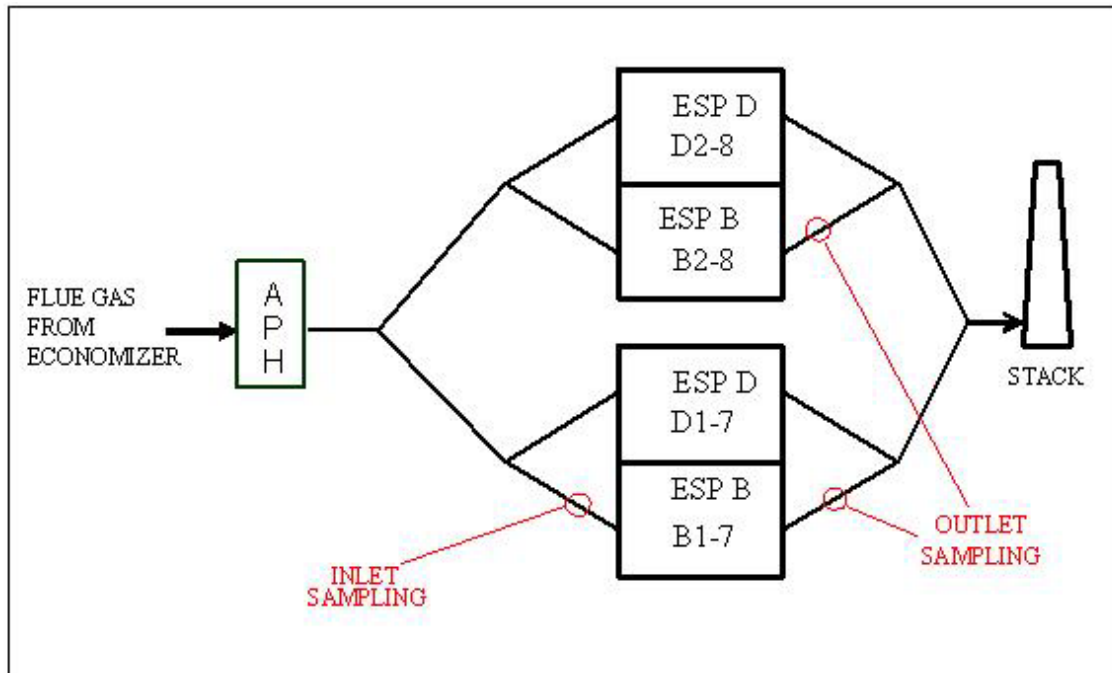 ESP D
D2-8
ESP B
B2-8
FLUE GAS
FROM
ECONOMIZER
A
P
H
STACK
ESP D
D1-7
ESP B
B1-7
INLET
SAMPLING
OUTLET
SAMPLING